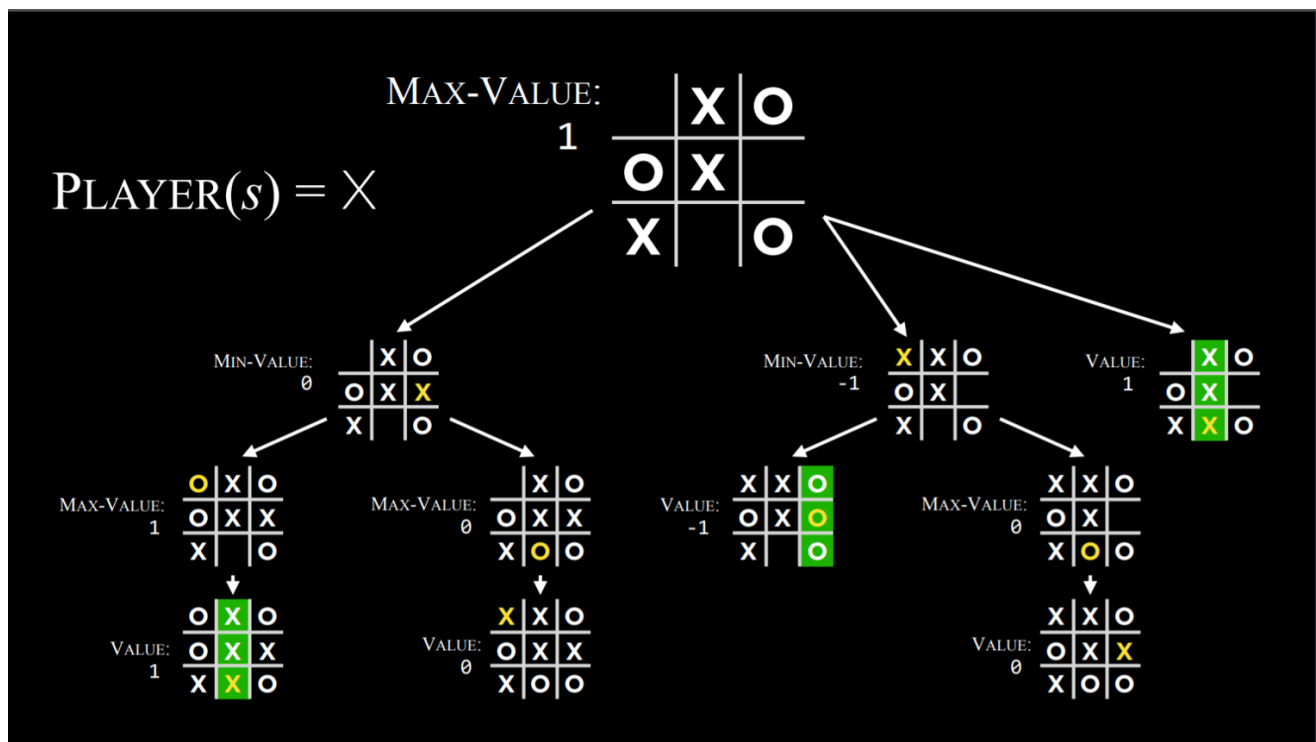 MAX-VALUE:
1
X O
O X
X O
PLAYER(s) = X
MIN-VALUE:
0
X O
O X X
X O
MIN-VALUE:
-1
X X O
O X
X O
VALUE:
1
X O
O X
X X O
MAX-VALUE:
1
O X O
O X X
X O
MAX-VALUE:
0
X O
O X X
X O O
VALUE:
-1
X X O
O X O
X O
MAX-VALUE:
0
X X O
O X
X O O
VALUE:
1
O X O
O X X
X X O
VALUE:
0
X X O
O X X
X O O
VALUE:
0
X X O
O X X
X O O